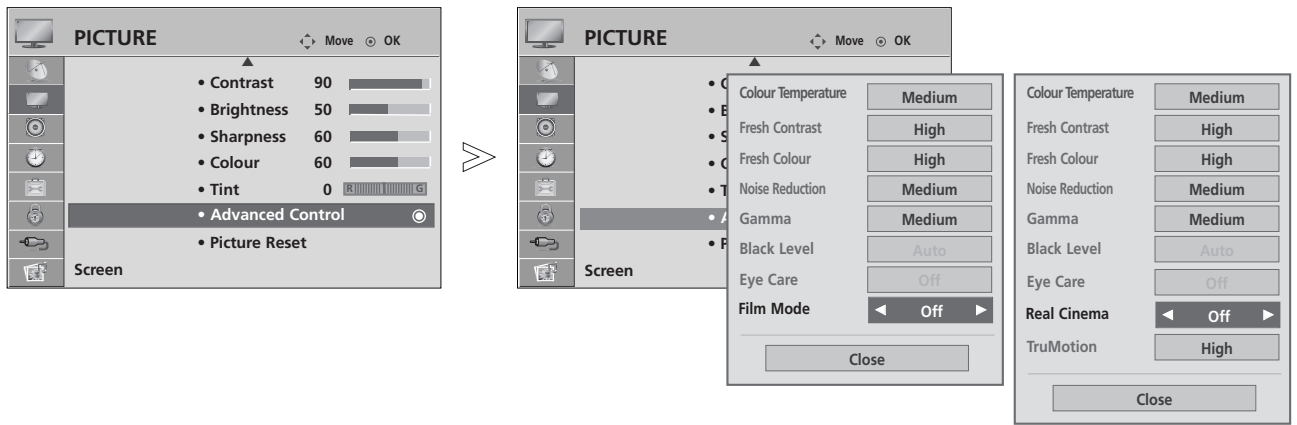 PICTURE Move OK
• Contrast 90
• Brightness 50
• Sharpness 60
• Colour 60
• Tint 0 R G
• Advanced Control
• Picture Reset
Screen
PICTURE Move OK
• C
• B
• S
• C
• T
• A
• P
Screen
Colour Temperature Medium
Fresh Contrast High
Fresh Colour High
Noise Reduction Medium
Gamma Medium
Black Level Auto
Eye Care Off
Film Mode ◀ Off ▶
Close
Colour Temperature Medium
Fresh Contrast High
Fresh Colour High
Noise Reduction Medium
Gamma Medium
Black Level Auto
Eye Care Off
Real Cinema ◀ Off ▶
TruMotion High
Close